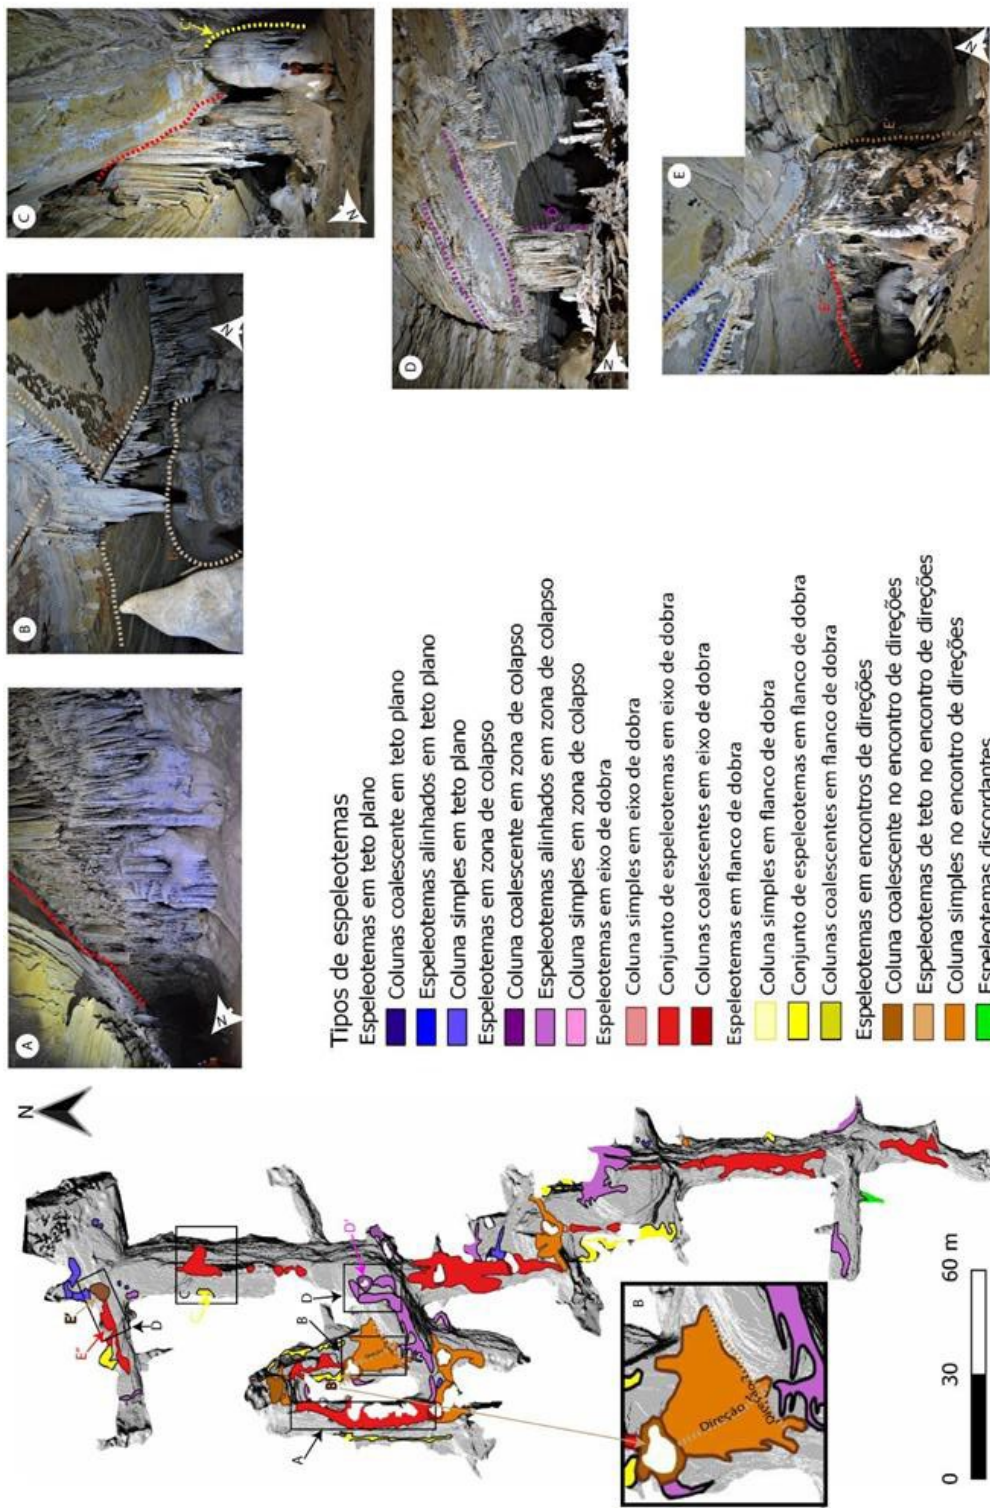 N
E'
E"
D
C
D'
D
B
B'
A
B
Direção
0
30
60 m
A
N
B
N
C
C'
N
D
D'
N
E
E'
E"
N
Tipos de espeleotemas
Espeleotemas em teto plano
Colunas coalescente em teto plano
Espeleotemas alinhados em teto plano
Coluna simples em teto plano
Espeleotemas em zona de colapso
Coluna coalescente em zona de colapso
Espeleotemas alinhados em zona de colapso
Coluna simples em zona de colapso
Espeleotemas em eixo de dobra
Coluna simples em eixo de dobra
Conjunto de espeleotemas em eixo de dobra
Colunas coalescentes em eixo de dobra
Espeleotemas em flanco de dobra
Coluna simples em flanco de dobra
Conjunto de espeleotemas em flanco de dobra
Colunas coalescentes em flanco de dobra
Espeleotemas em encontros de direções
Coluna coalescente no encontro de direções
Espeleotemas de teto no encontro de direções
Coluna simples no encontro de direções
Espeleotemas discordantes